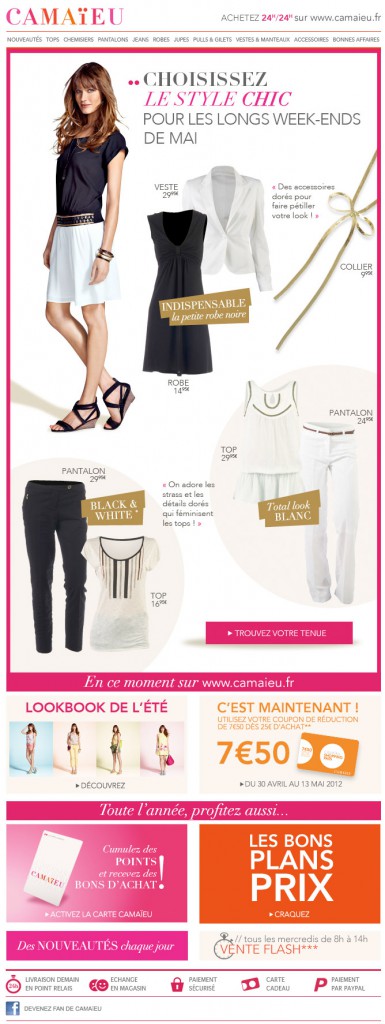 CAMAÏEU
ACHETEZ 24H/24H sur www.camaieu.fr
NOUVEAUTÉS TOPS CHEMISIERS PANTALONS JEANS ROBES JUPES PULLS & GILETS VESTES & MANTEAUX ACCESSOIRES BONNES AFFAIRES
..CHOISISSEZ
LE STYLE CHIC
POUR LES LONGS WEEK-ENDS
DE MAI
VESTE
29,95€
« Des accessoires
dorés pour
faire pétiller
votre look ! »
COLLIER
9,95€
INDISPENSABLE
la petite robe noire
ROBE
14,95€
PANTALON
24,95€
TOP
29,95€
PANTALON
29,95€
« On adore les
strass et les
détails dorés
qui féminisent
les tops ! »
BLACK &
WHITE
Total look
BLANC
TOP
16,95€
TROUVEZ VOTRE TENUE
En ce moment sur www.camaieu.fr
LOOKBOOK DE L'ÉTÉ
DÉCOUVREZ
C'EST MAINTENANT !
UTILISEZ VOTRE COUPON DE RÉDUCTION
DE 7€50 DÈS 25€ D'ACHAT**
7€50
DU 30 AVRIL AU 13 MAI 2012
Toute l'année, profitez aussi...
Cumulez des
POINTS
et recevez des
BONS D'ACHAT !
CAMAÏEU
ACTIVEZ LA CARTE CAMAÏEU
LES BONS
PLANS
PRIX
CRAQUEZ
Des NOUVEAUTÉS chaque jour
// tous les mercredis de 8h à 14h
VENTE FLASH***
24h
LIVRAISON DEMAIN
EN POINT RELAIS
ECHANGE
EN MAGASIN
PAIEMENT
SÉCURISÉ
CARTE
CADEAU
PAIEMENT
PAR PAYPAL
DEVENEZ FAN DE CAMAÏEU